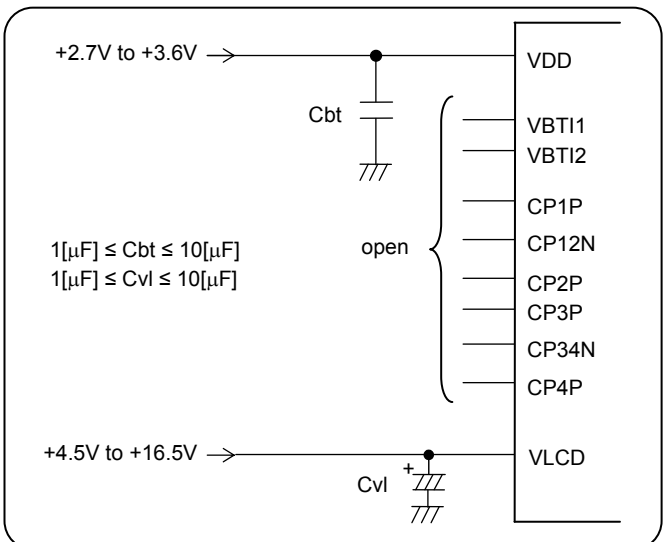 +2.7V to +3.6V
VDD
Cbt
VBTI1
VBTI2
CP1P
CP12N
CP2P
CP3P
CP34N
CP4P
open
1[μF] ≤ Cbt ≤ 10[μF]
1[μF] ≤ Cvl ≤ 10[μF]
+4.5V to +16.5V
VLCD
+
Cvl